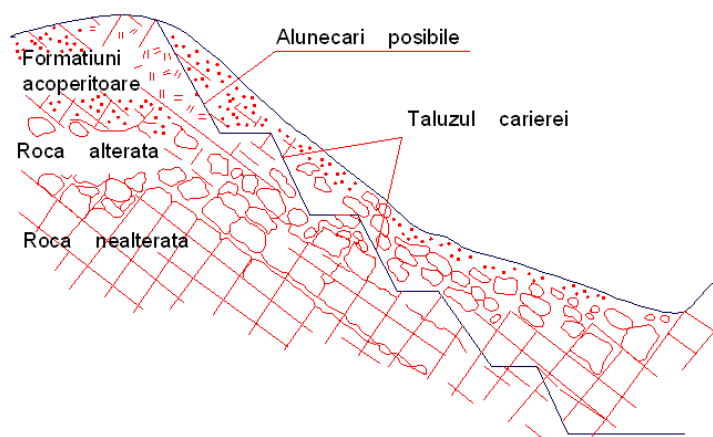 Alunecari posibile
Formatiuni
acoperitoare
Taluzul carierei
Roca alterata
Roca nealterata